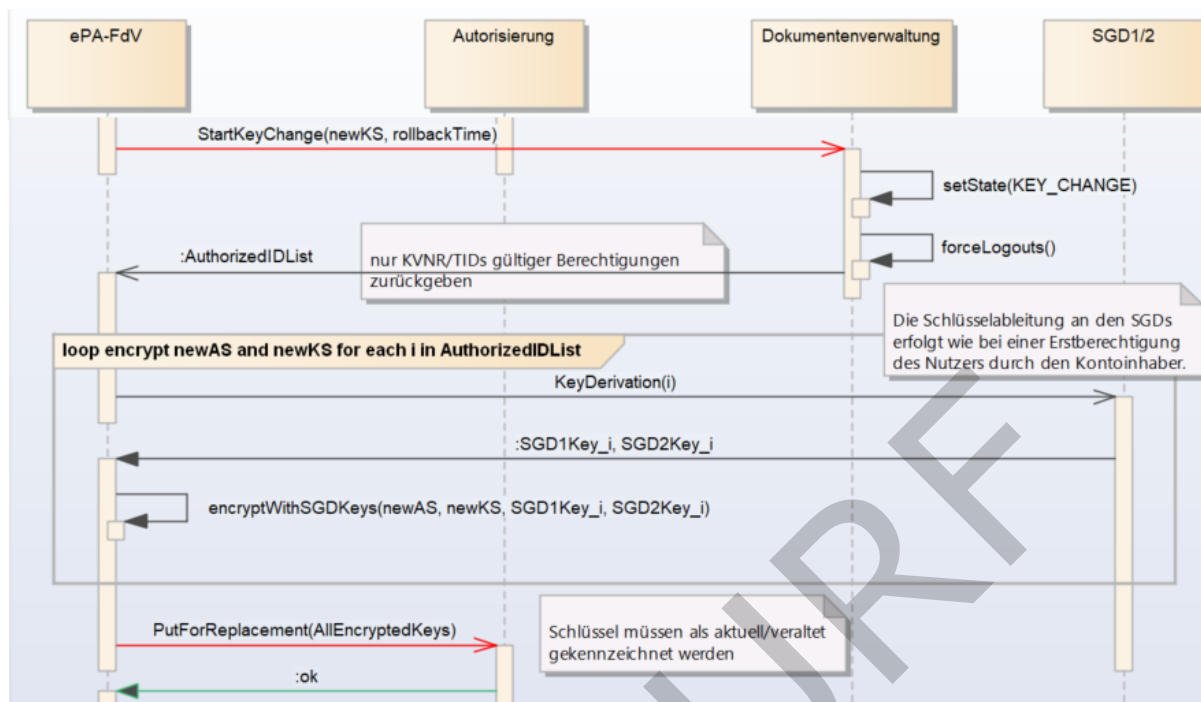 ePA-FdV
Autorisierung
Dokumentenverwaltung
SGD1/2
StartKeyChange(newKS, rollbackTime)
setState(KEY_CHANGE)
forceLogouts()
:AuthorizedIDList
nur KVNR/TIDs gültiger Berechtigungen
zurückgeben
Die Schlüsselableitung an den SGDs
erfolgt wie bei einer Erstberechtigung
des Nutzers durch den Kontoinhaber.
loop encrypt newAS and newKS for each i in AuthorizedIDList
KeyDerivation(i)
:SGD1Key_i, SGD2Key_i
encryptWithSGDKeys(newAS, newKS, SGD1Key_i, SGD2Key_i)
PutForReplacement(AllEncryptedKeys)
Schlüssel müssen als aktuell/veraltet
gekennzeichnet werden
:ok
URF